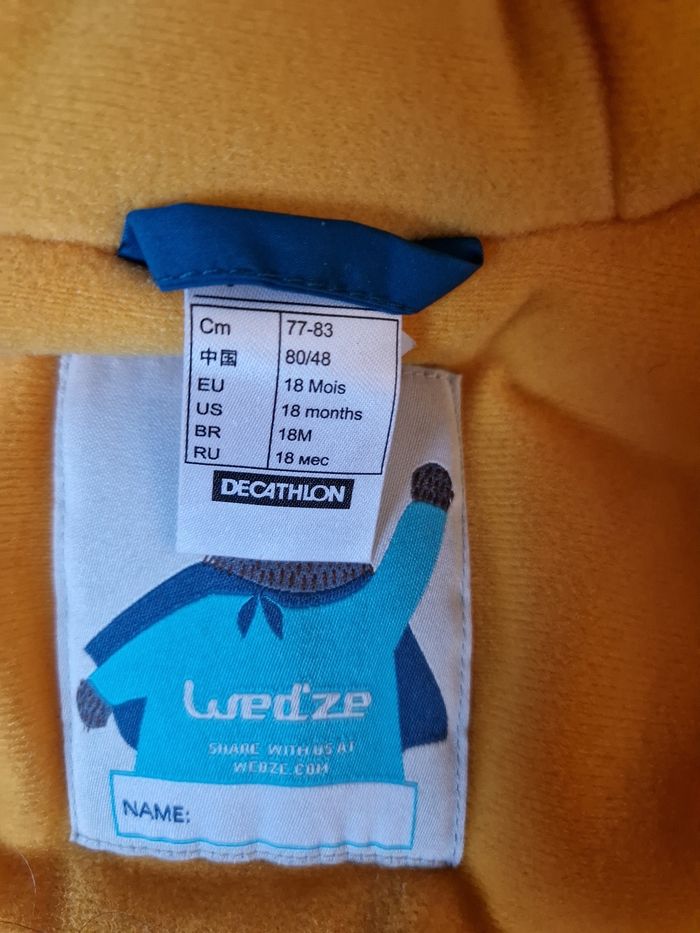 Cm 77-83
中国 80/48
EU 18 Mois
US 18 months
BR 18M
RU 18 мес
DECATHLON
Wed'ze
SHARE WITH US AT
WEDZE.COM
NAME: